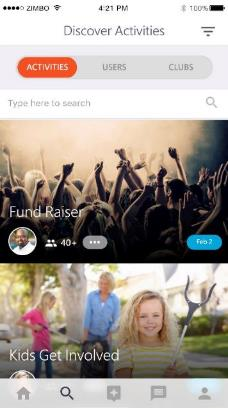 ZIMBO 4:21 PM 100%
Discover Activities
ACTIVITIES USERS CLUBS
Type here to search
Fund Raiser
40+ Feb 2
Kids Get Involved